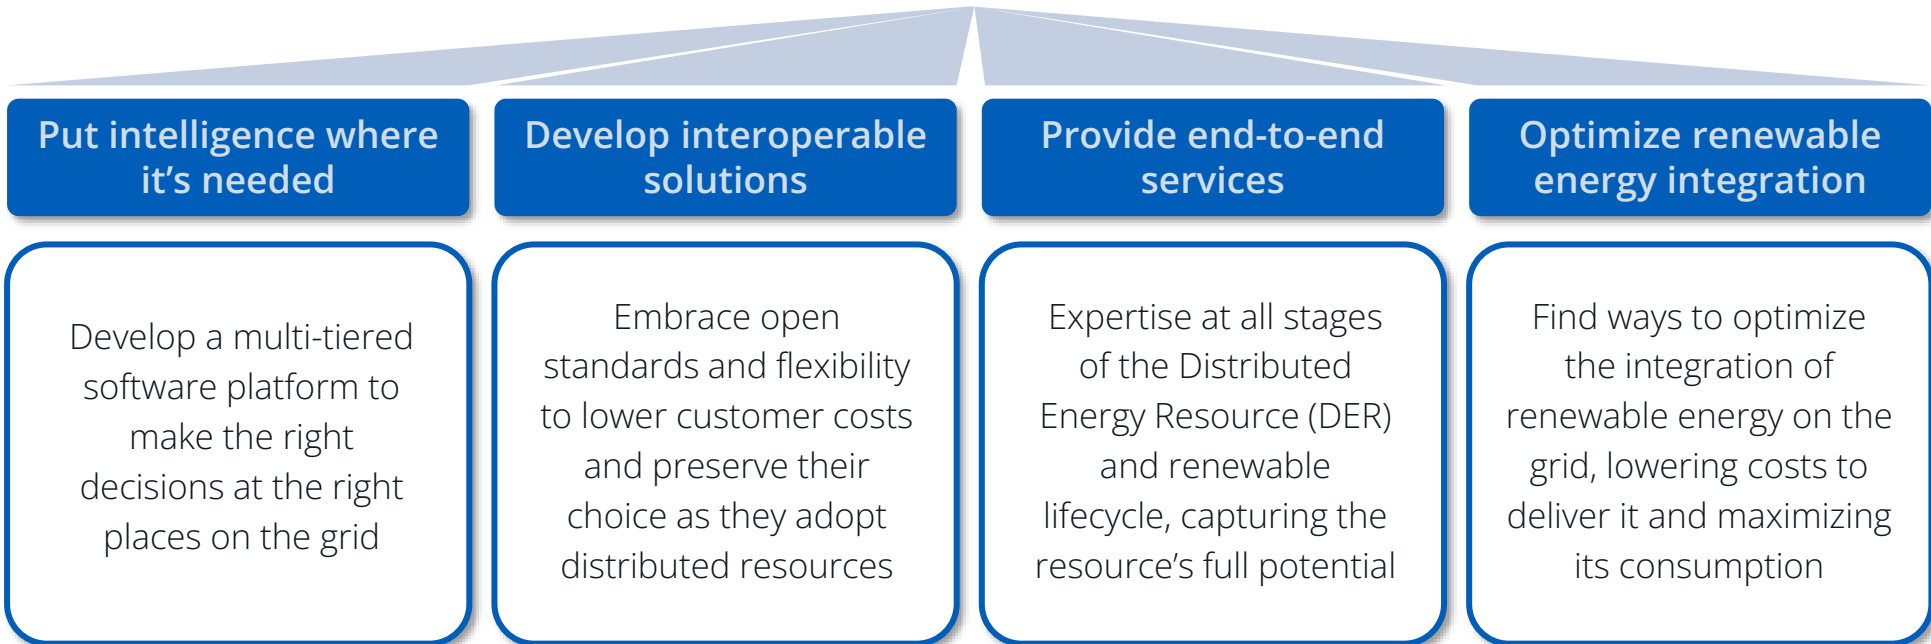 Put intelligence where
it's needed
Develop a multi-tiered
software platform to
make the right
decisions at the right
places on the grid
Develop interoperable
solutions
Embrace open
standards and flexibility
to lower customer costs
and preserve their
choice as they adopt
distributed resources
Provide end-to-end
services
Expertise at all stages
of the Distributed
Energy Resource (DER)
and renewable
lifecycle, capturing the
resource's full potential
Optimize renewable
energy integration
Find ways to optimize
the integration of
renewable energy on the
grid, lowering costs to
deliver it and maximizing
its consumption